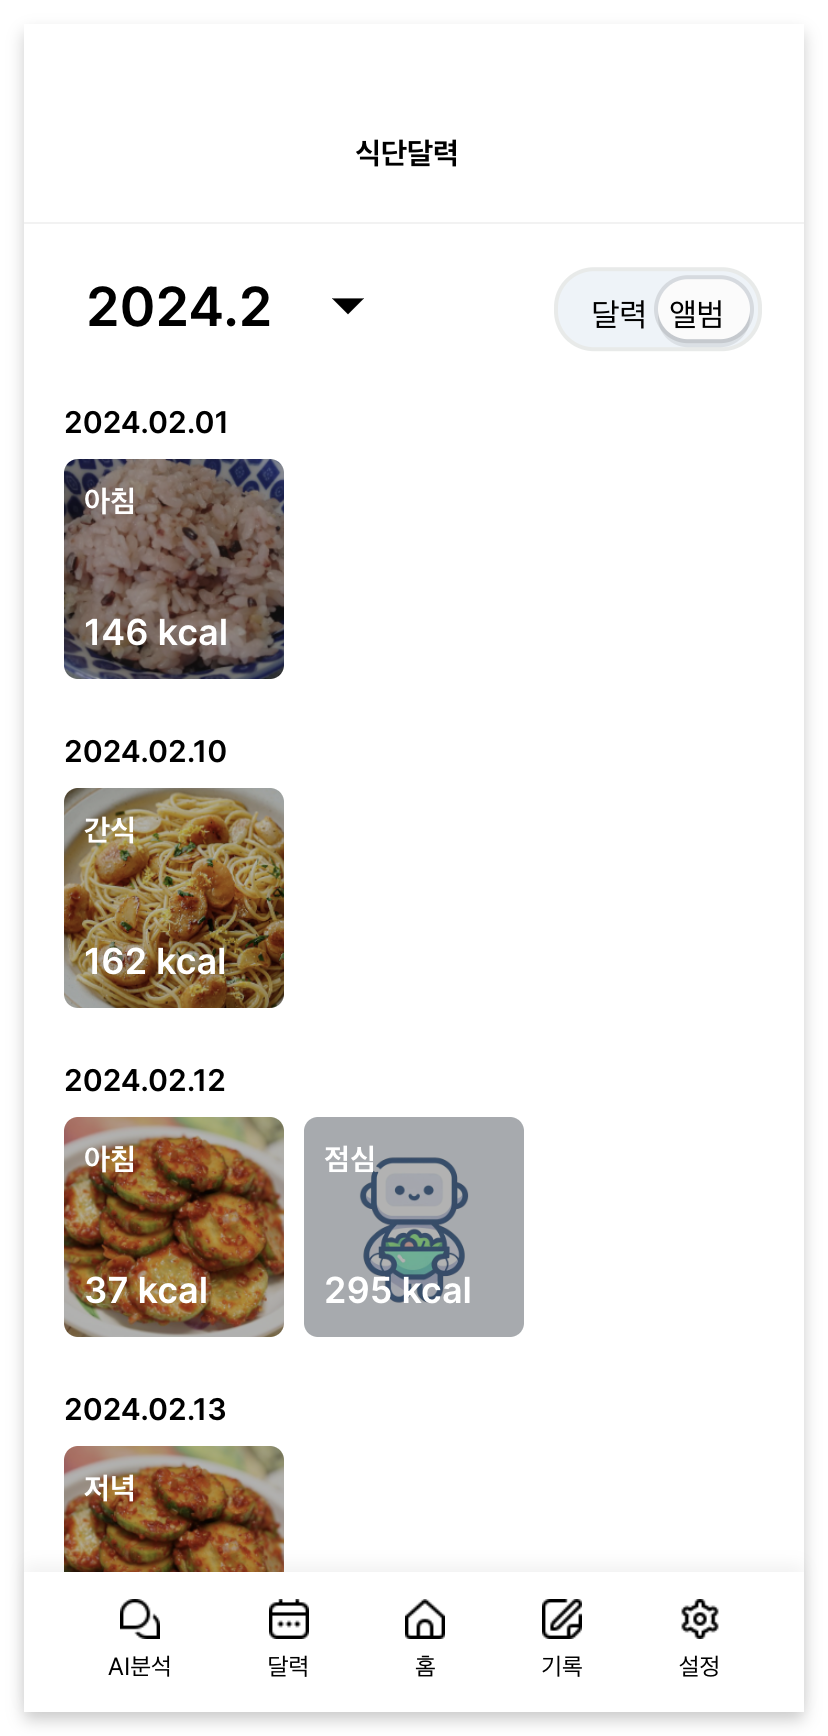 식단달력
2024.2
달력 앨범
2024.02.01
아침
146 kcal
2024.02.10
간식
162 kcal
2024.02.12
아침 점심
37 kcal 295 kcal
2024.02.13
저녁
AI분석 달력 홈 기록 설정